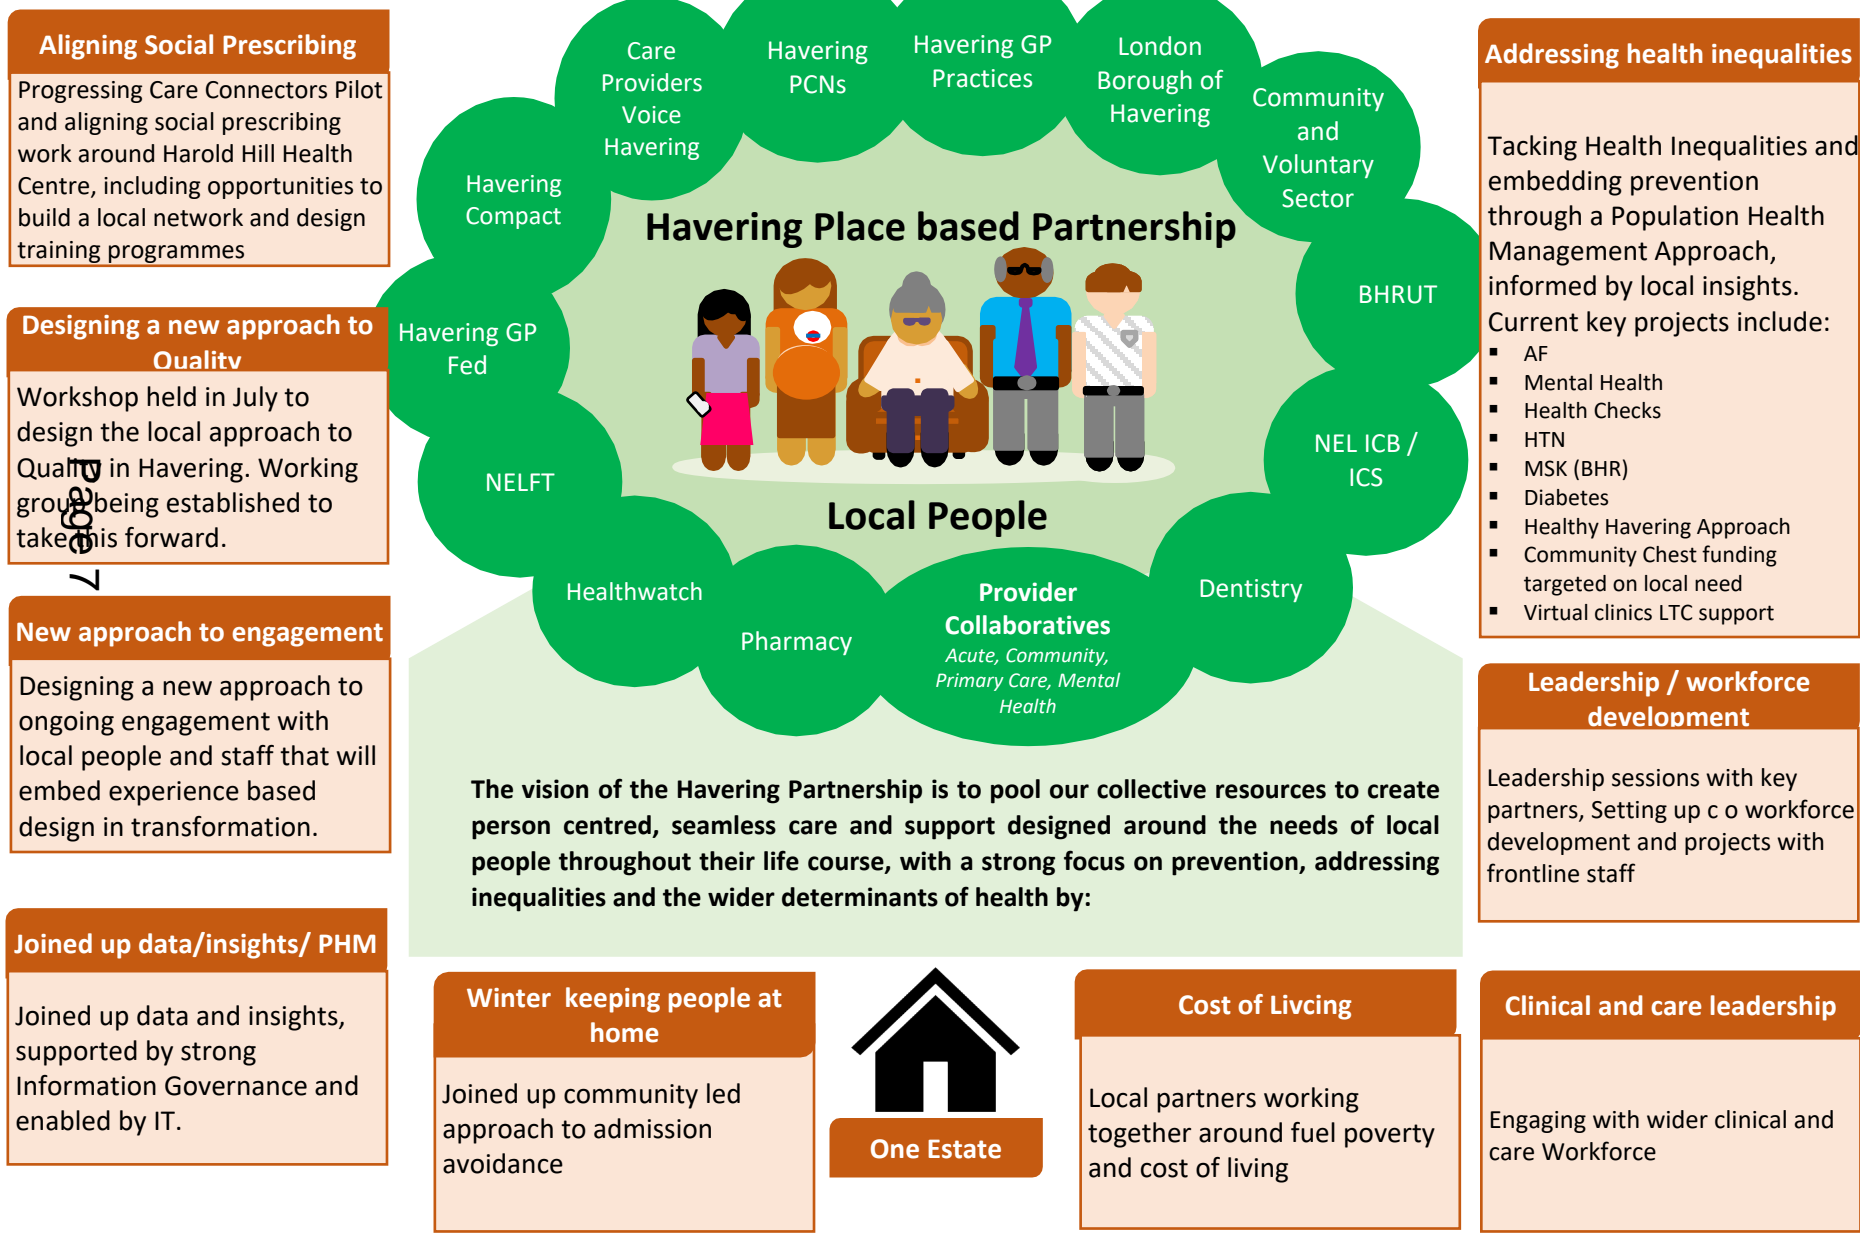 Aligning Social Prescribing
Progressing Care Connectors Pilot
and aligning social prescribing
work around Harold Hill Health
Centre, including opportunities to
build a local network and design
training programmes
Designing a new approach to
Quality
Workshop held in July to
design the local approach to
Quality in Havering. Working
group being established to
take this forward.
Page 7
New approach to engagement
Designing a new approach to
ongoing engagement with
local people and staff that will
embed experience based
design in transformation.
Joined up data/insights/ PHM
Joined up data and insights,
supported by strong
Information Governance and
enabled by IT.
Care
Providers
Voice
Havering
Havering
PCNs
Havering GP
Practices
London
Borough of
Havering
Community
and
Voluntary
Sector
Havering
Compact
BHRUT
Havering GP
Fed
NEL ICB /
ICS
NELFT
Healthwatch
Pharmacy
Provider
Collaboratives
Acute, Community,
Primary Care, Mental
Health
Dentistry
Havering Place based Partnership
Local People
The vision of the Havering Partnership is to pool our collective resources to create
person centred, seamless care and support designed around the needs of local
people throughout their life course, with a strong focus on prevention, addressing
inequalities and the wider determinants of health by:
Winter keeping people at
home
Joined up community led
approach to admission
avoidance
One Estate
Cost of Livcing
Local partners working
together around fuel poverty
and cost of living
Addressing health inequalities
Tacking Health Inequalities and
embedding prevention
through a Population Health
Management Approach,
informed by local insights.
Current key projects include:
▪ AF
▪ Mental Health
▪ Health Checks
▪ HTN
▪ MSK (BHR)
▪ Diabetes
▪ Healthy Havering Approach
▪ Community Chest funding
targeted on local need
▪ Virtual clinics LTC support
Leadership / workforce
development
Leadership sessions with key
partners, Setting up c o workforce
development and projects with
frontline staff
Clinical and care leadership
Engaging with wider clinical and
care Workforce